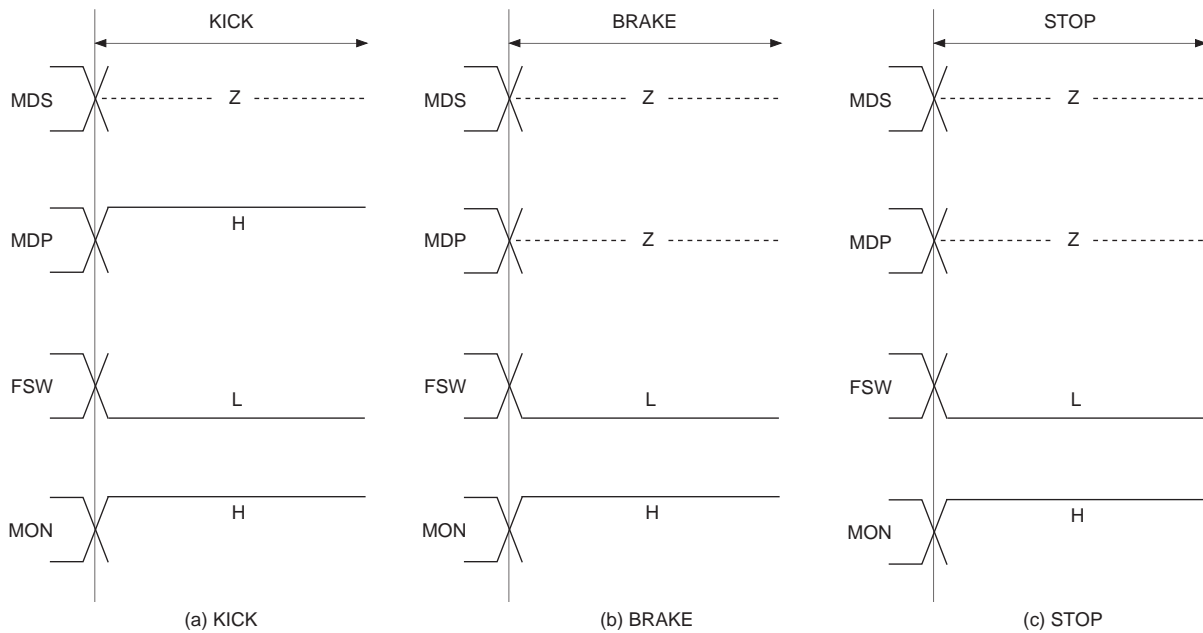 KICK
MDS
Z
MDP
H
FSW
L
MON
H
(a) KICK
BRAKE
MDS
Z
MDP
Z
FSW
L
MON
H
(b) BRAKE
STOP
MDS
Z
MDP
Z
FSW
L
MON
H
(c) STOP